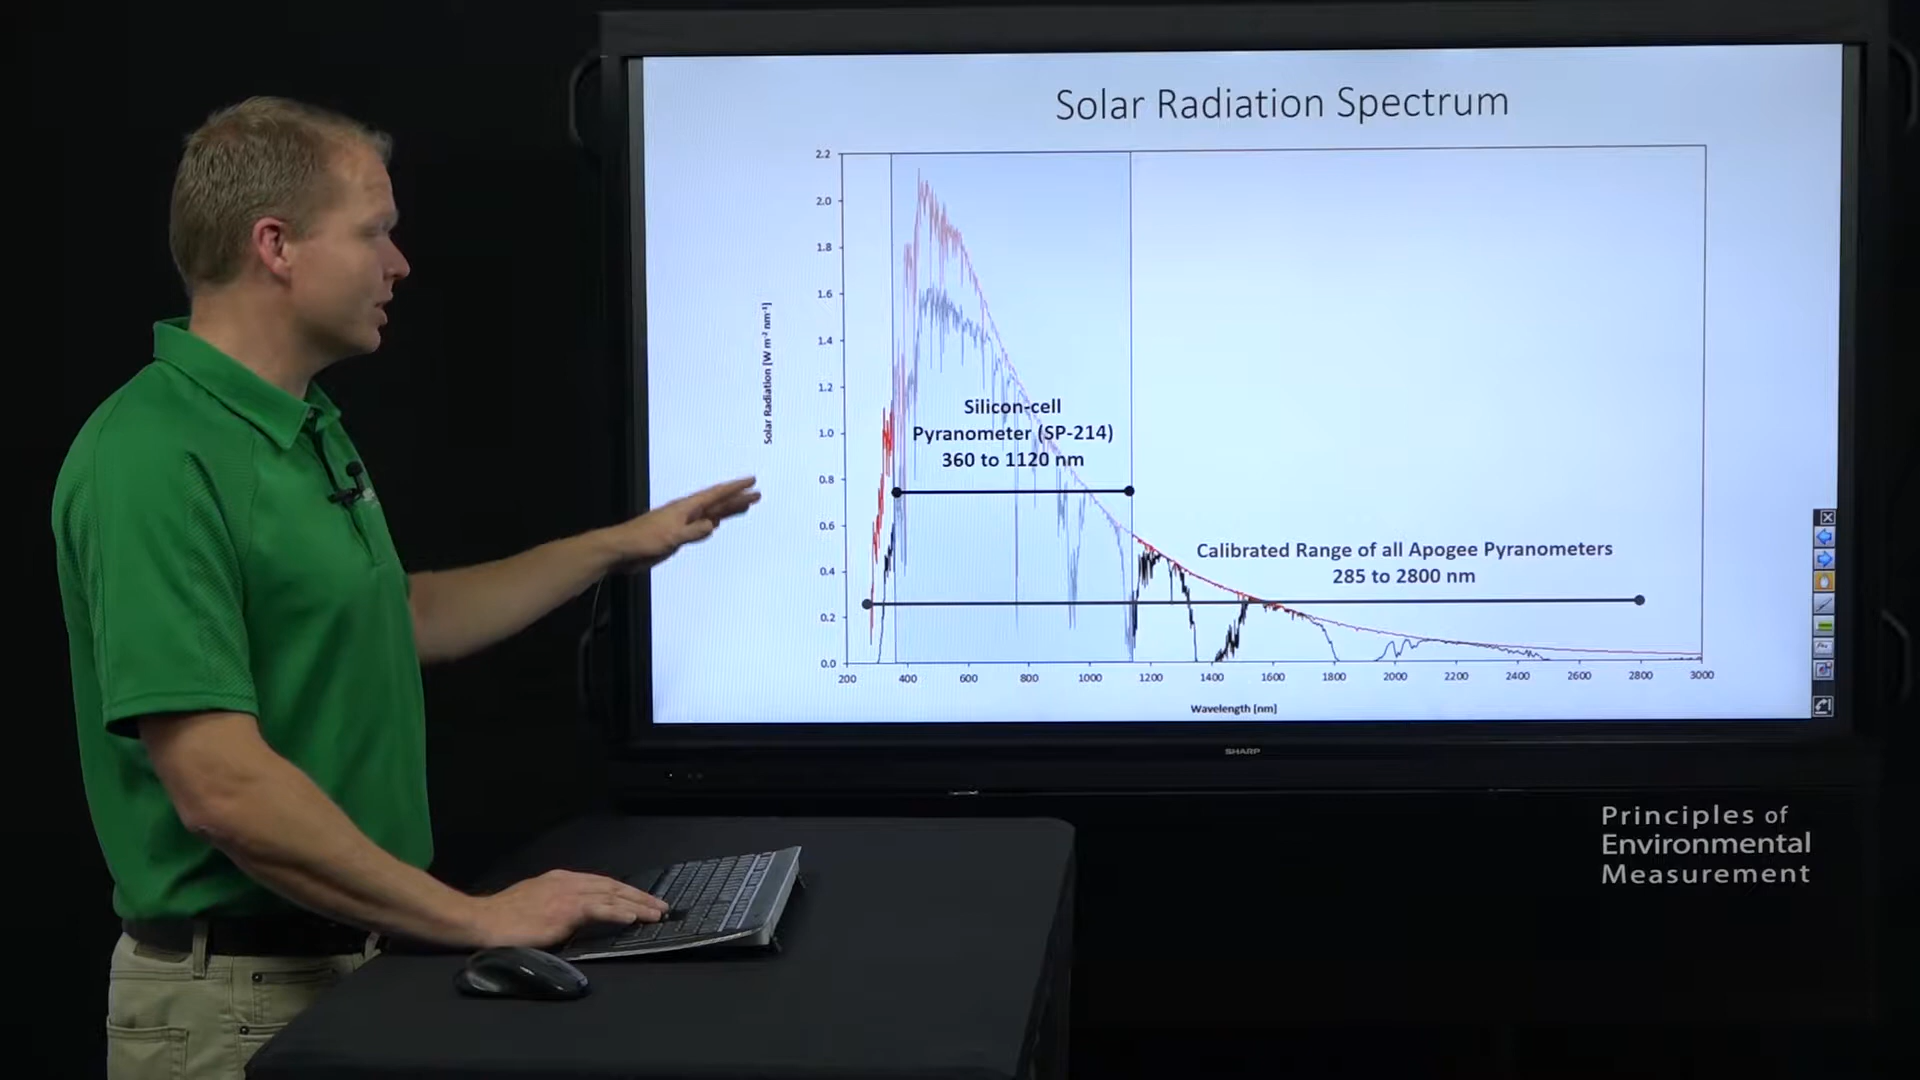 Solar Radiation Spectrum
2.2
2.0
1.8
1.6
1.4
1.2
1.0
0.8
0.6
0.4
0.2
0.0
Solar Radiation [W m-2 nm-1]
Silicon-cell
Pyranometer (SP-214)
360 to 1120 nm
Calibrated Range of all Apogee Pyranometers
285 to 2800 nm
200 400 600 800 1000 1200 1400 1600 1800 2000 2200 2400 2600 2800 3000
Wavelength [nm]
SHARP
Principles of
Environmental
Measurement